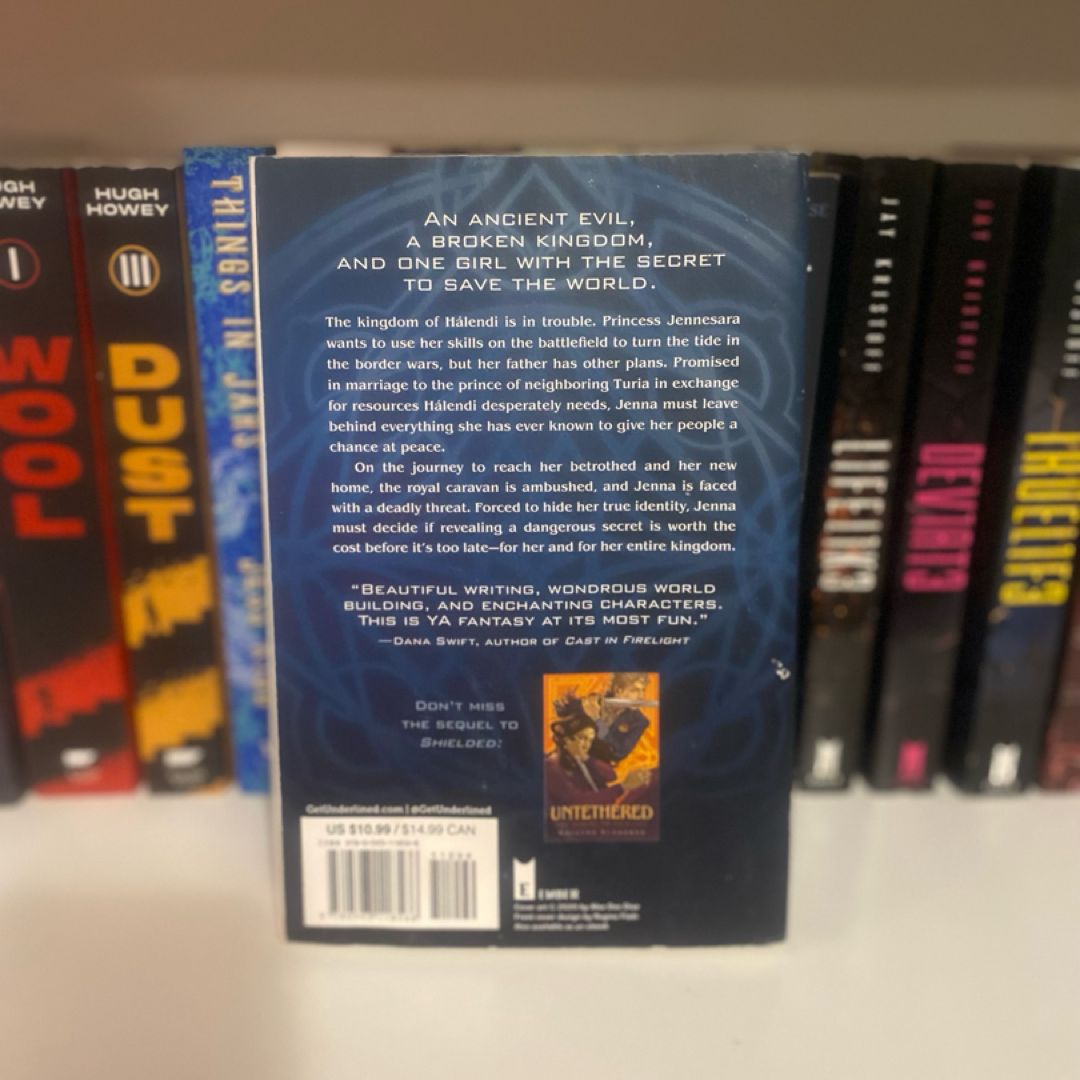 HUGH
HOWEY
I
WOOL
HUGH
HOWEY
III
DUST
THINGS IN JARS
AN ANCIENT EVIL,
A BROKEN KINGDOM,
AND ONE GIRL WITH THE SECRET
TO SAVE THE WORLD.
The kingdom of Hálendi is in trouble. Princess Jennesara
wants to use her skills on the battlefield to turn the tide in
the border wars, but her father has other plans. Promised
in marriage to the prince of neighboring Turia in exchange
for resources Hálendi desperately needs, Jenna must leave
behind everything she has ever known to give her people a
chance at peace.
On the journey to reach her betrothed and her new
home, the royal caravan is ambushed, and Jenna is faced
with a deadly threat. Forced to hide her true identity, Jenna
must decide if revealing a dangerous secret is worth the
cost before it's too late—for her and for her entire kingdom.
"BEAUTIFUL WRITING, WONDROUS WORLD
BUILDING, AND ENCHANTING CHARACTERS.
THIS IS YA FANTASY AT ITS MOST FUN."
—DANA SWIFT, AUTHOR OF CAST IN FIRELIGHT
DON'T MISS
THE SEQUEL TO
SHIELDED:
UNTETHERED
GetUnderlined.com | @GetUnderlined
US $10.99 / $14.99 CAN
E EMBER
JAY KRISTOFF
LIFEL1K3
JAY KRISTOFF
DEV1AT3
TRUEL1F3